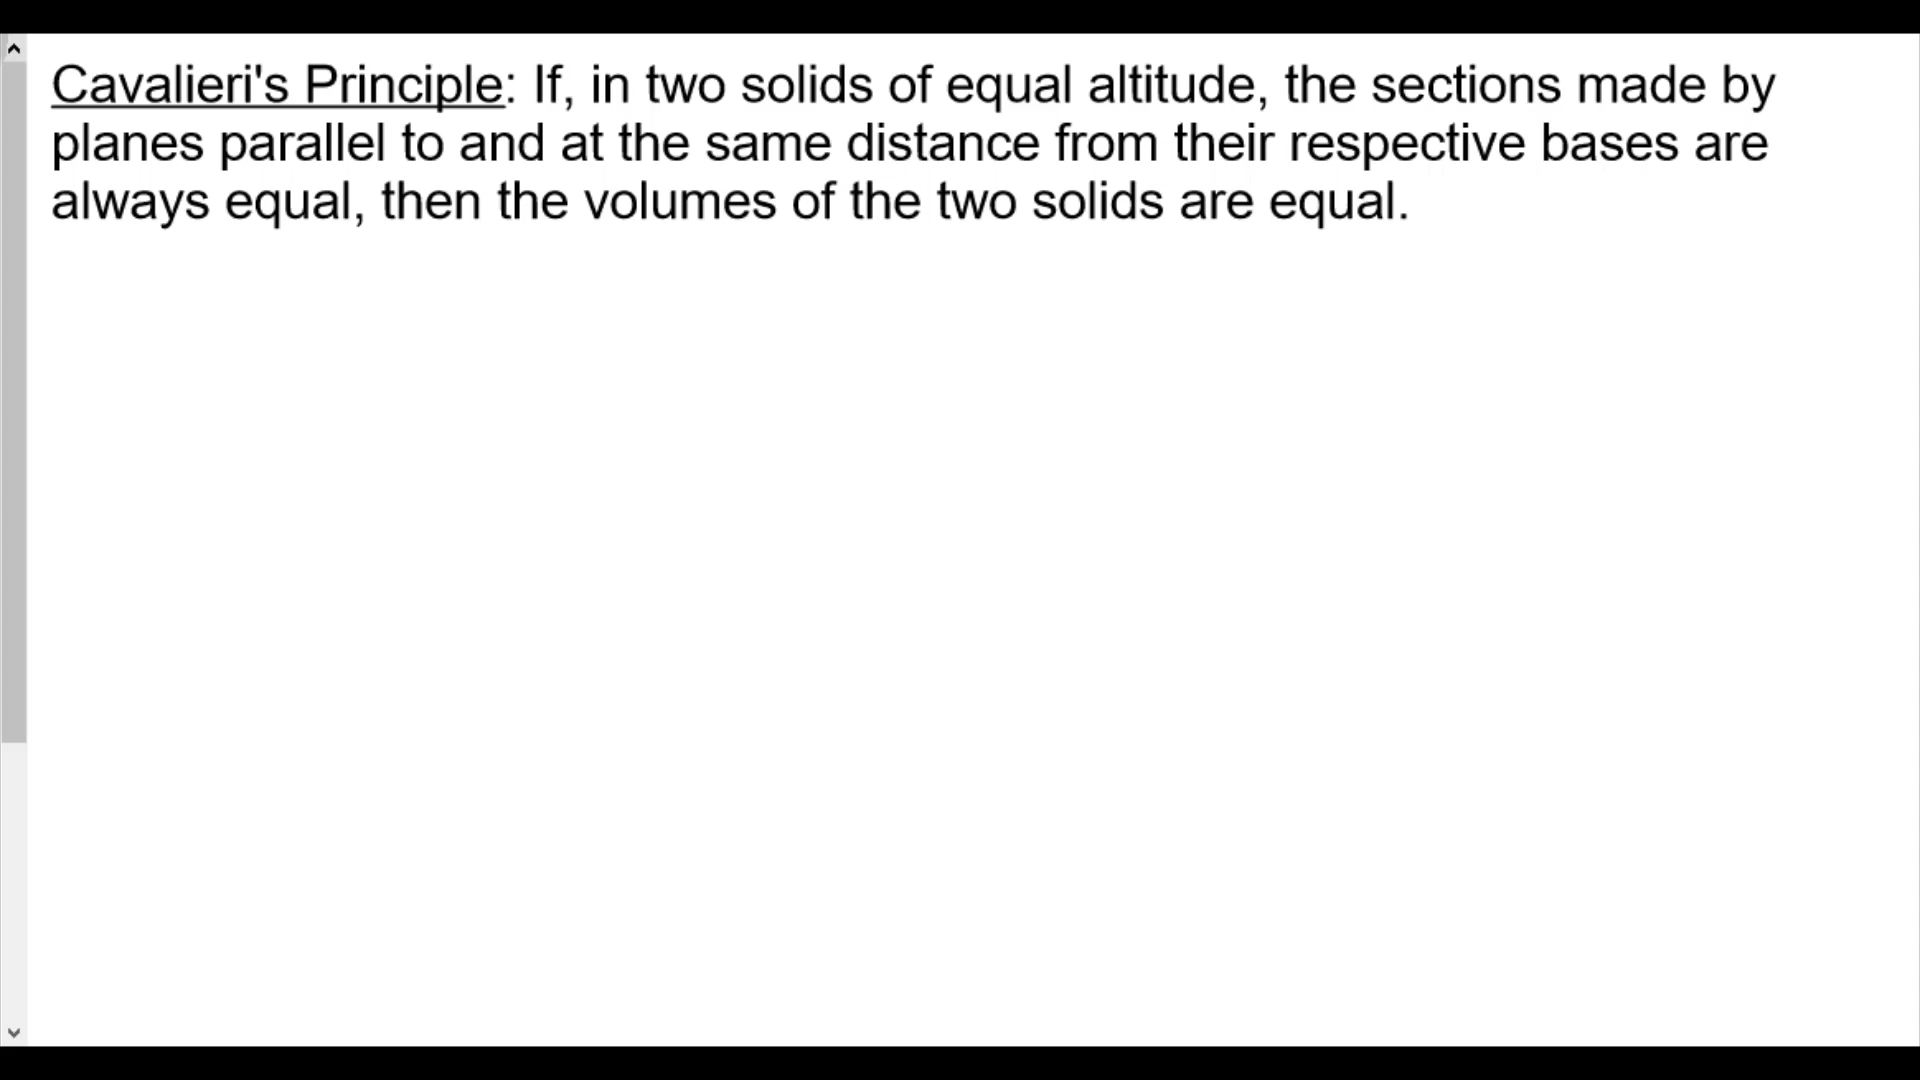 Cavalieri's Principle: If, in two solids of equal altitude, the sections made by
planes parallel to and at the same distance from their respective bases are
always equal, then the volumes of the two solids are equal.